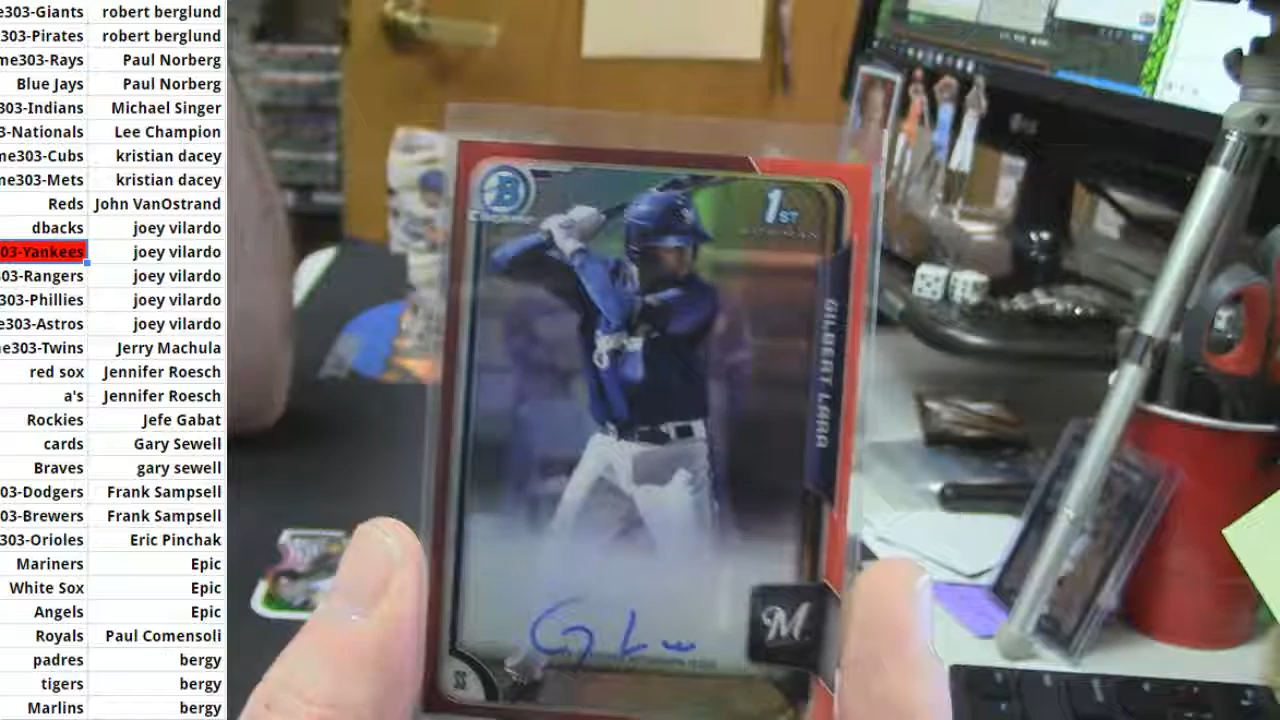 e303-Giants robert berglund
303-Pirates robert berglund
me303-Rays Paul Norberg
Blue Jays Paul Norberg
303-Indians Michael Singer
3-Nationals Lee Champion
me303-Cubs kristian dacey
me303-Mets kristian dacey
Reds John VanOstrand
dbacks joey vilardo
03-Yankees joey vilardo
303-Rangers joey vilardo
303-Phillies joey vilardo
e303-Astros joey vilardo
ne303-Twins Jerry Machula
red sox Jennifer Roesch
a's Jennifer Roesch
Rockies Jefe Gabat
cards Gary Sewell
Braves gary sewell
03-Dodgers Frank Sampsell
03-Brewers Frank Sampsell
303-Orioles Eric Pinchak
Mariners Epic
White Sox Epic
Angels Epic
Royals Paul Comensoli
padres bergy
tigers bergy
Marlins bergy
B
1ST
GILBERT LARA
M
SS